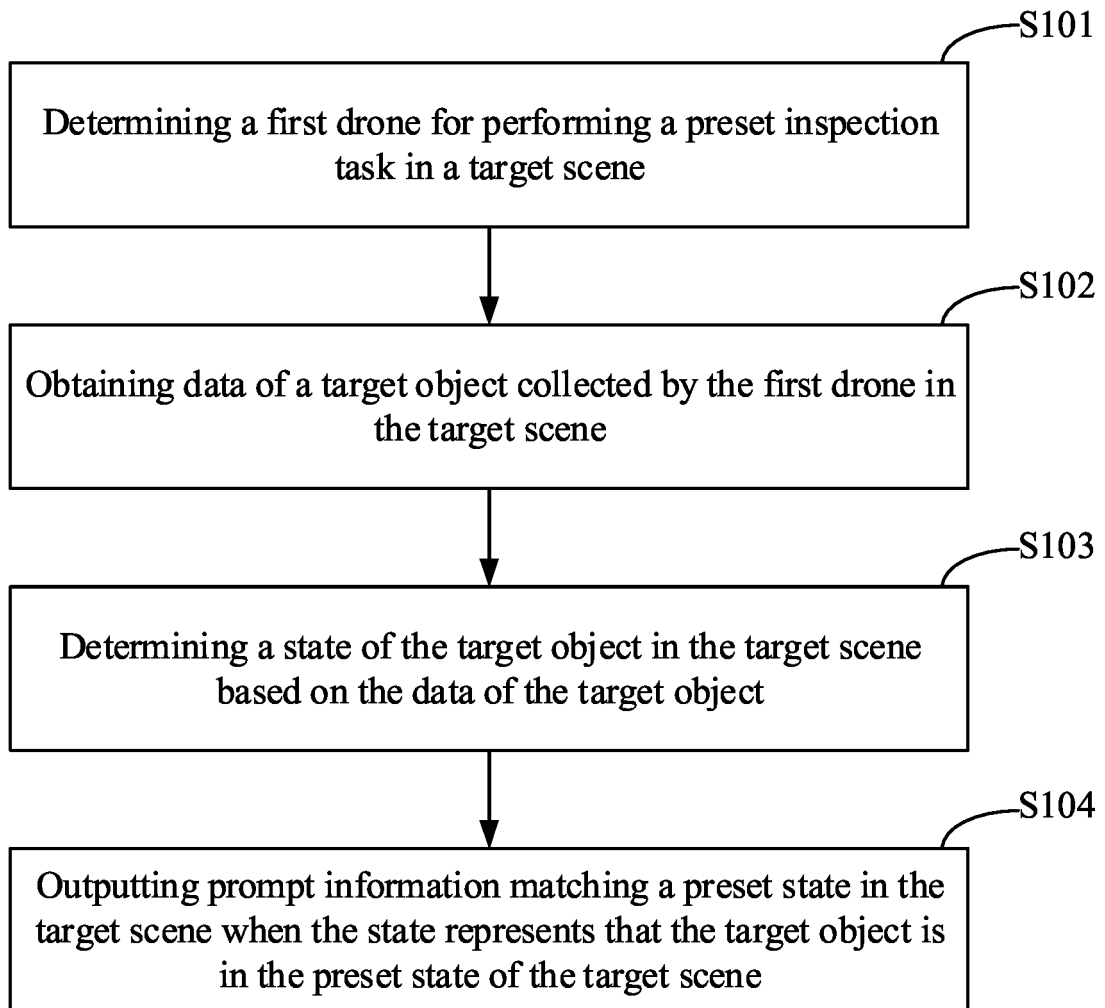 S101
Determining a first drone for performing a preset inspection
task in a target scene
S102
Obtaining data of a target object collected by the first drone in
the target scene
S103
Determining a state of the target object in the target scene
based on the data of the target object
S104
Outputting prompt information matching a preset state in the
target scene when the state represents that the target object is
in the preset state of the target scene